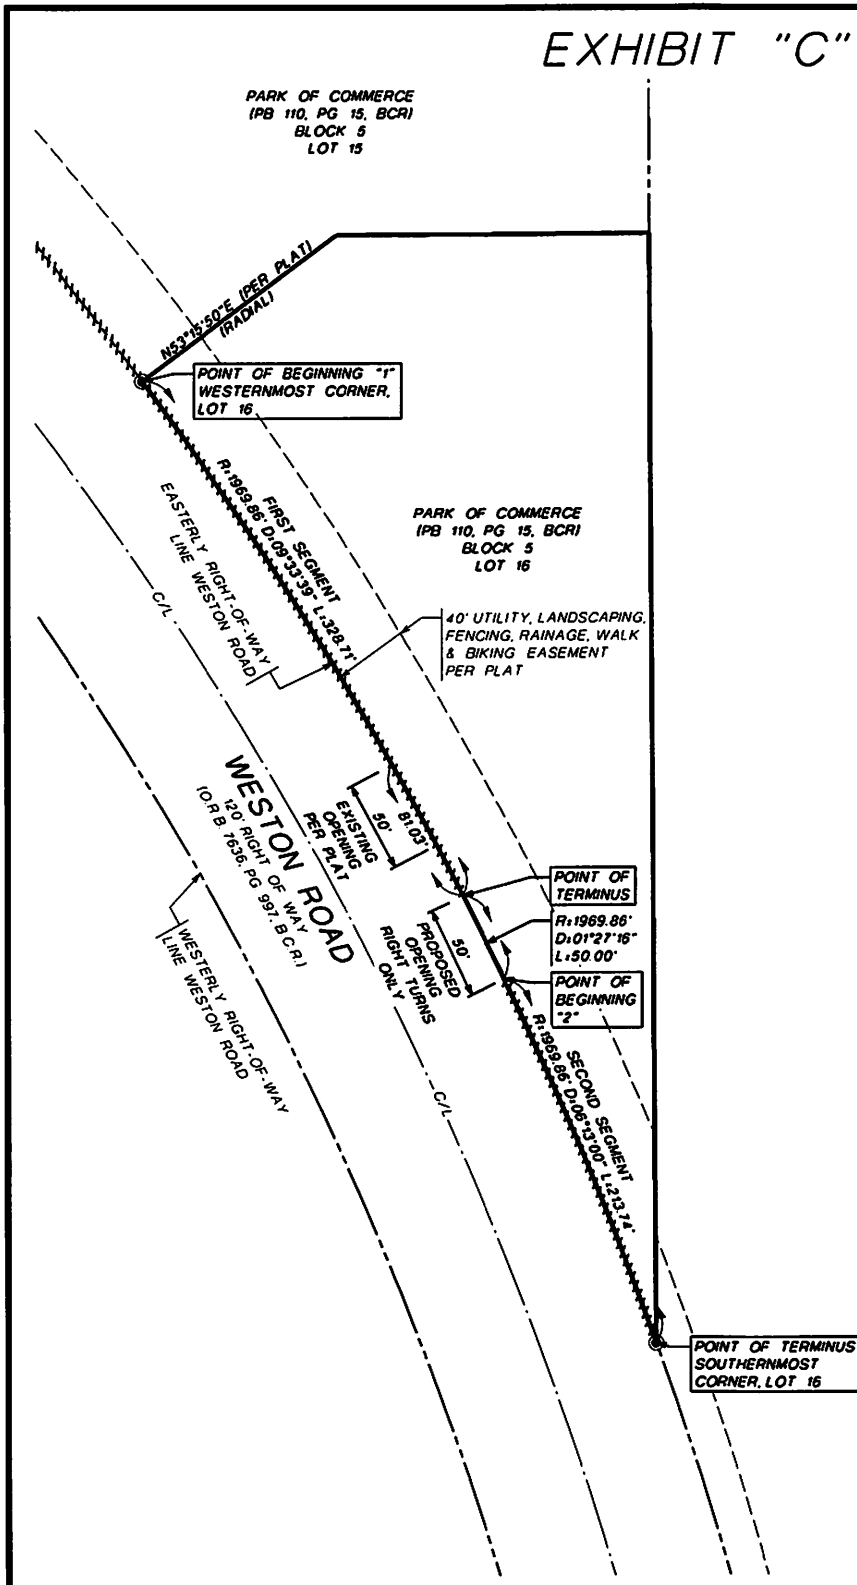 EXHIBIT "C"
PARK OF COMMERCE
(PB 110, PG 15, BCR)
BLOCK 5
LOT 15
N53°15'50"E (PER PLAT)
(RADIAL)
POINT OF BEGINNING "1"
WESTERNMOST CORNER,
LOT 16
FIRST SEGMENT
R:1969.86' D:09°33'39" L:328.71'
EASTERLY RIGHT-OF-WAY
LINE WESTON ROAD
PARK OF COMMERCE
(PB 110, PG 15, BCR)
BLOCK 5
LOT 16
C/L
40' UTILITY, LANDSCAPING,
FENCING, RAINAGE, WALK
& BIKING EASEMENT
PER PLAT
WESTON ROAD
120' RIGHT OF WAY
(O.R.B. 7636, PG 997, B.C.R.)
81.03'
50'
EXISTING
OPENING
PER PLAT
POINT OF
TERMINUS
R:1969.86'
D:01°27'16"
L:50.00'
50'
PROPOSED
OPENING
RIGHT TURNS
ONLY
POINT OF
BEGINNING
"2"
WESTERLY RIGHT-OF-WAY
LINE WESTON ROAD
SECOND SEGMENT
R:1969.86' D:06°13'00" L:213.74'
C/L
POINT OF TERMINUS
SOUTHERNMOST
CORNER, LOT 16